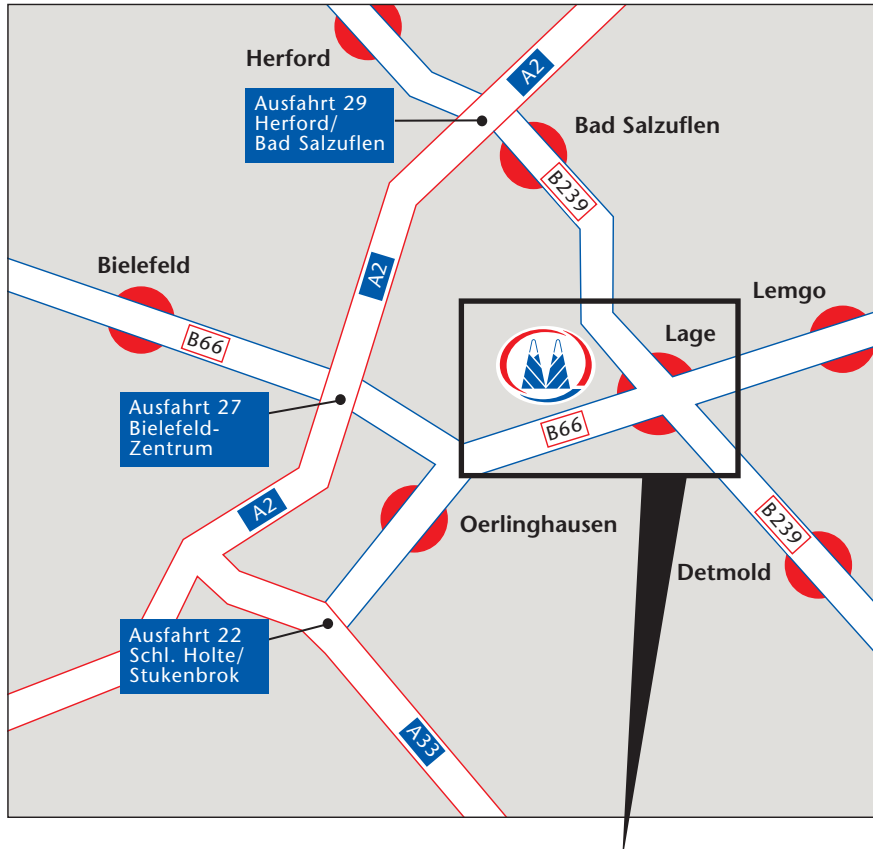 Herford
A2
Ausfahrt 29
Herford/
Bad Salzuflen
Bad Salzuflen
B239
Bielefeld
A2
Lemgo
B66
Lage
Ausfahrt 27
Bielefeld-
Zentrum
B66
A2
Oerlinghausen
B239
Detmold
Ausfahrt 22
Schl. Holte/
Stukenbrok
A33